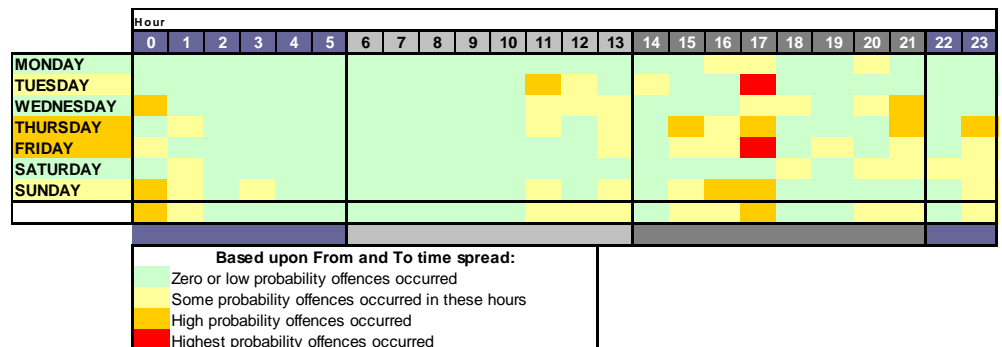 Hour
0 1 2 3 4 5 6 7 8 9 10 11 12 13 14 15 16 17 18 19 20 21 22 23
MONDAY
TUESDAY
WEDNESDAY
THURSDAY
FRIDAY
SATURDAY
SUNDAY
Based upon From and To time spread:
Zero or low probability offences occurred
Some probability offences occurred in these hours
High probability offences occurred
Highest probability offences occurred